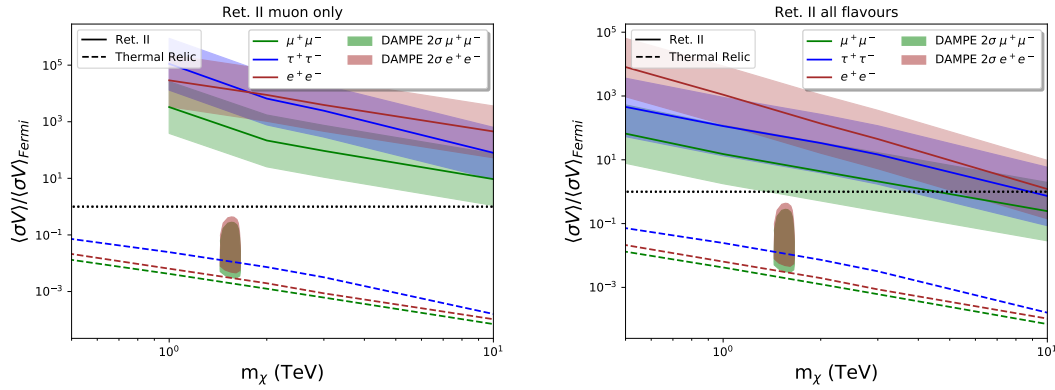 Ret. II muon only
Ret. II
Thermal Relic
μ⁺μ⁻
τ⁺τ⁻
e⁺e⁻
DAMPE 2σ μ⁺μ⁻
DAMPE 2σ e⁺e⁻
10⁵
10³
10¹
10⁻¹
10⁻³
⟨σV⟩/⟨σV⟩Fermi
10⁰
10¹
mχ (TeV)
Ret. II all flavours
Ret. II
Thermal Relic
μ⁺μ⁻
τ⁺τ⁻
e⁺e⁻
DAMPE 2σ μ⁺μ⁻
DAMPE 2σ e⁺e⁻
10⁵
10³
10¹
10⁻¹
10⁻³
⟨σV⟩/⟨σV⟩Fermi
10⁰
10¹
mχ (TeV)